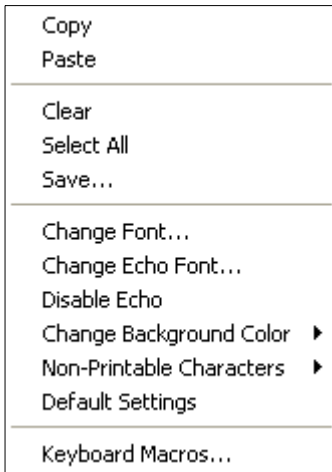 Copy
Paste
Clear
Select All
Save...
Change Font...
Change Echo Font...
Disable Echo
Change Background Color
Non-Printable Characters
Default Settings
Keyboard Macros...